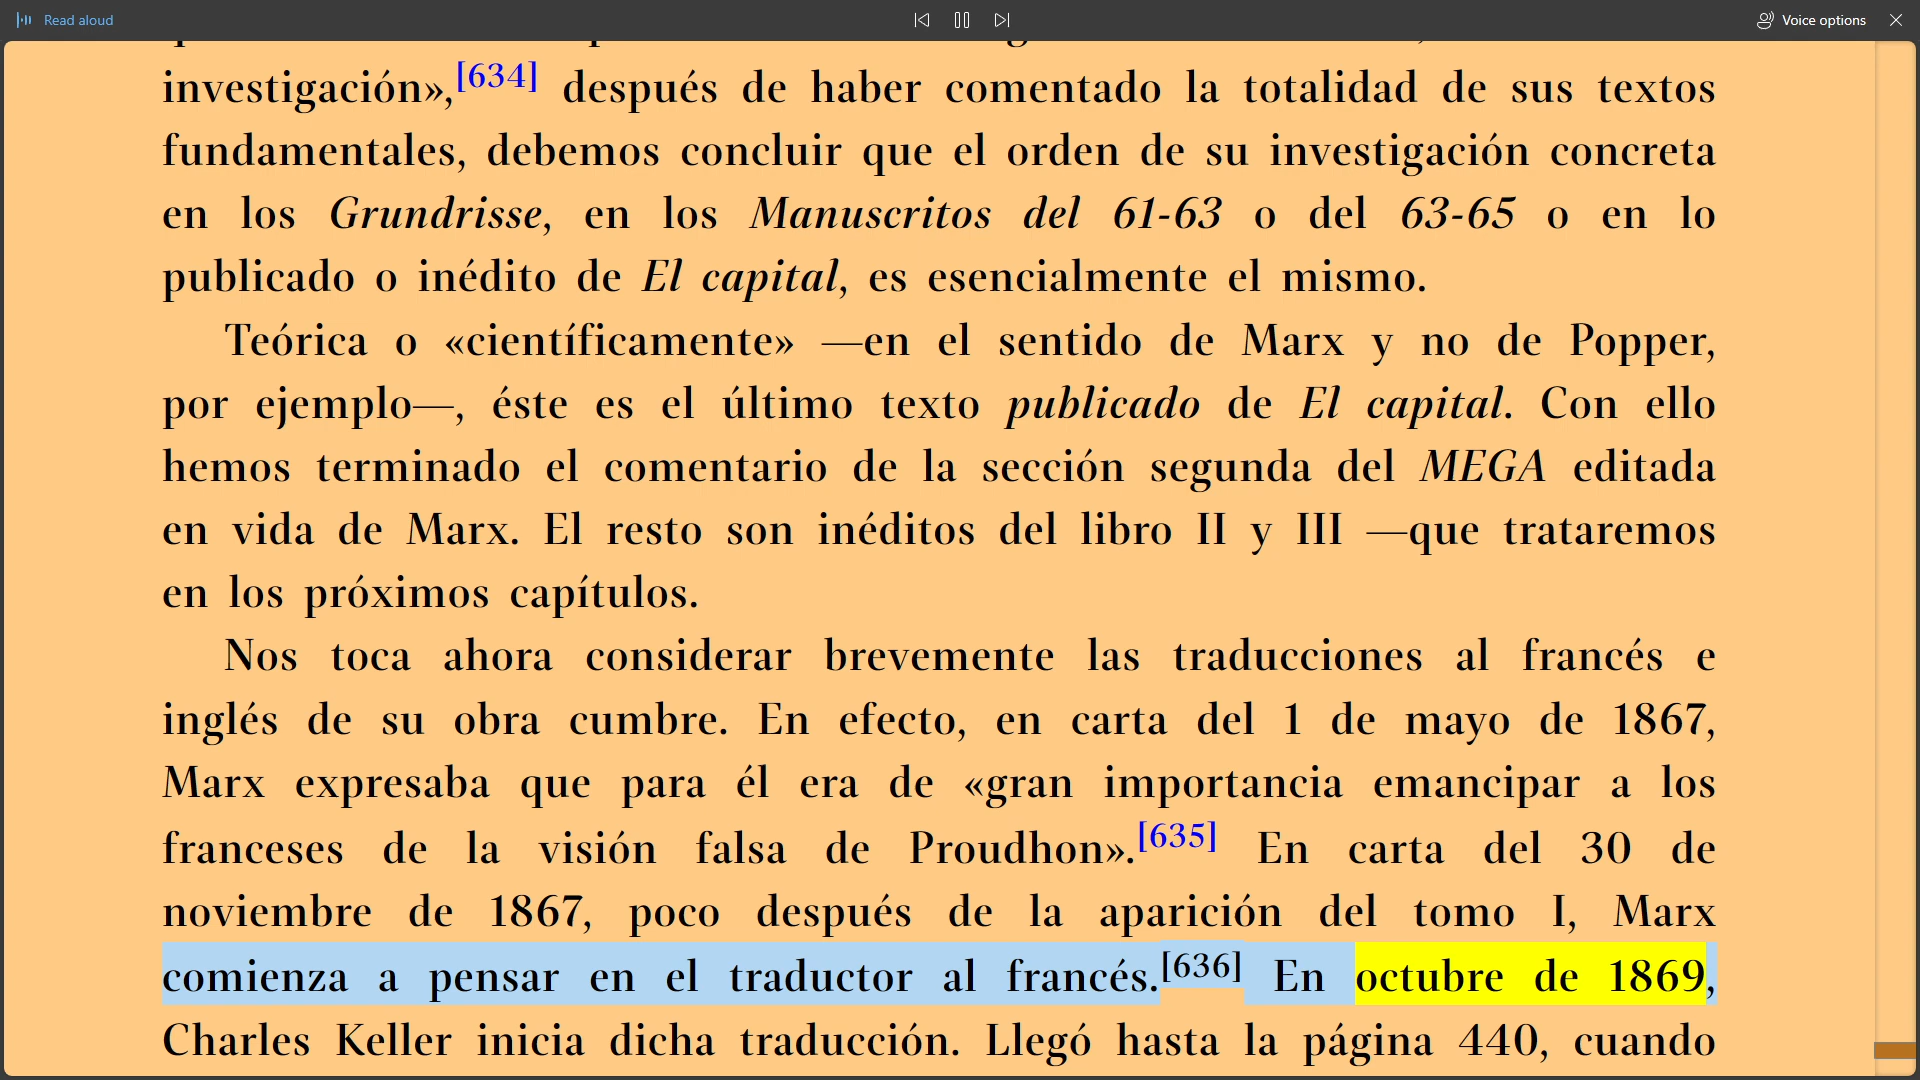 Read aloud
Voice options
investigación»,[634] después de haber comentado la totalidad de sus textos
fundamentales, debemos concluir que el orden de su investigación concreta
en los Grundrisse, en los Manuscritos del 61-63 o del 63-65 o en lo
publicado o inédito de El capital, es esencialmente el mismo.
Teórica o «científicamente» —en el sentido de Marx y no de Popper,
por ejemplo—, éste es el último texto publicado de El capital. Con ello
hemos terminado el comentario de la sección segunda del MEGA editada
en vida de Marx. El resto son inéditos del libro II y III —que trataremos
en los próximos capítulos.
Nos toca ahora considerar brevemente las traducciones al francés e
inglés de su obra cumbre. En efecto, en carta del 1 de mayo de 1867,
Marx expresaba que para él era de «gran importancia emancipar a los
franceses de la visión falsa de Proudhon».[635] En carta del 30 de
noviembre de 1867, poco después de la aparición del tomo I, Marx
comienza a pensar en el traductor al francés.[636] En octubre de 1869,
Charles Keller inicia dicha traducción. Llegó hasta la página 440, cuando